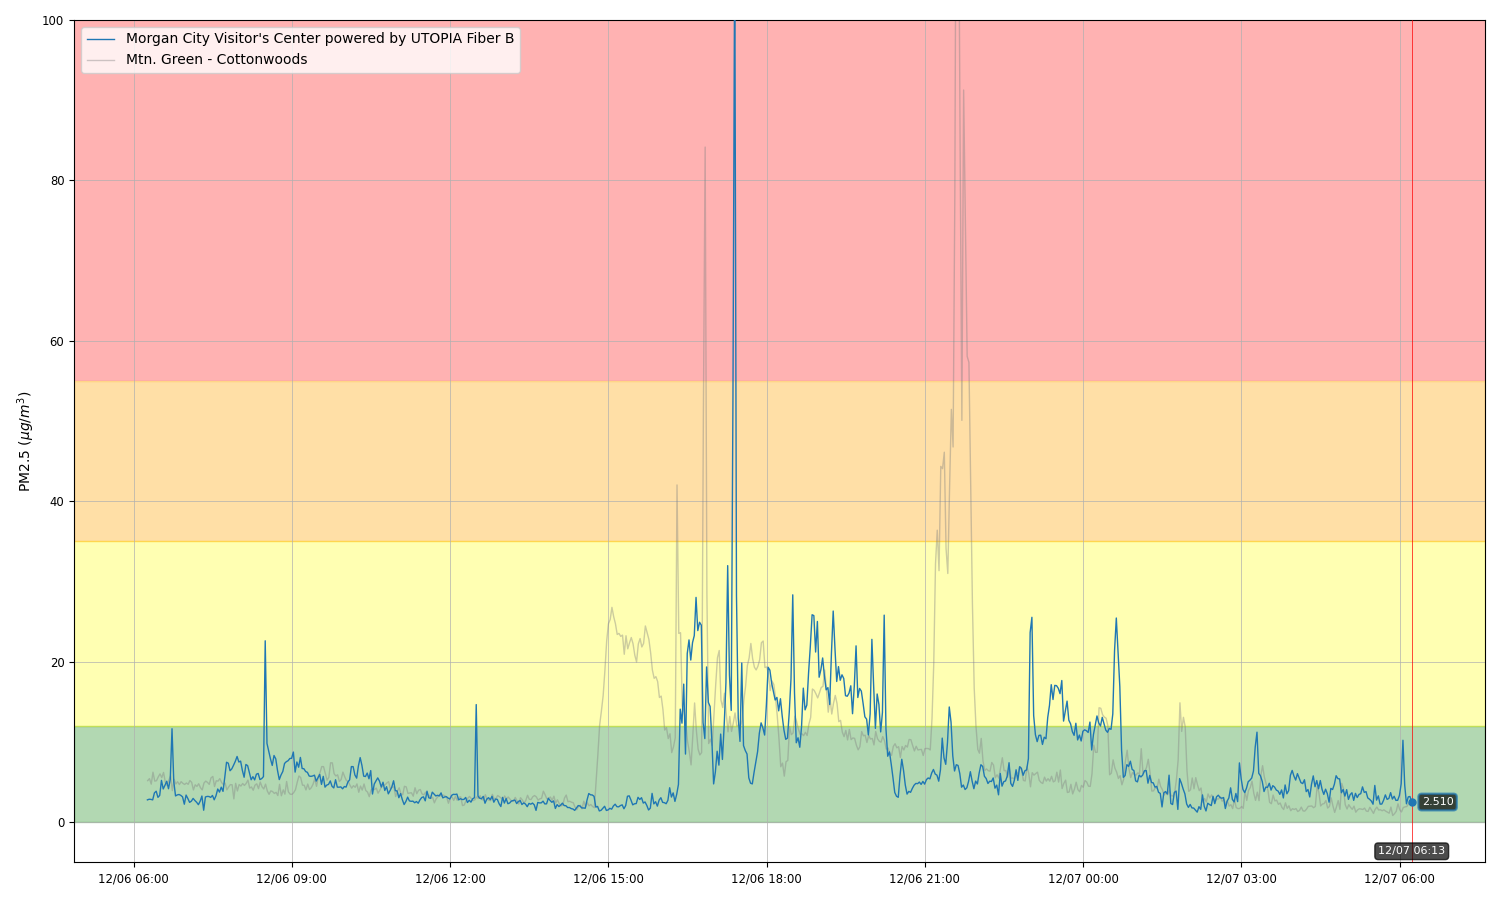 100
Morgan City Visitor's Center powered by UTOPIA Fiber B
Mtn. Green - Cottonwoods
80
60
PM2.5 (μg/m³)
40
20
2.510
0
12/07 06:13
12/06 06:00 12/06 09:00 12/06 12:00 12/06 15:00 12/06 18:00 12/06 21:00 12/07 00:00 12/07 03:00 12/07 06:00